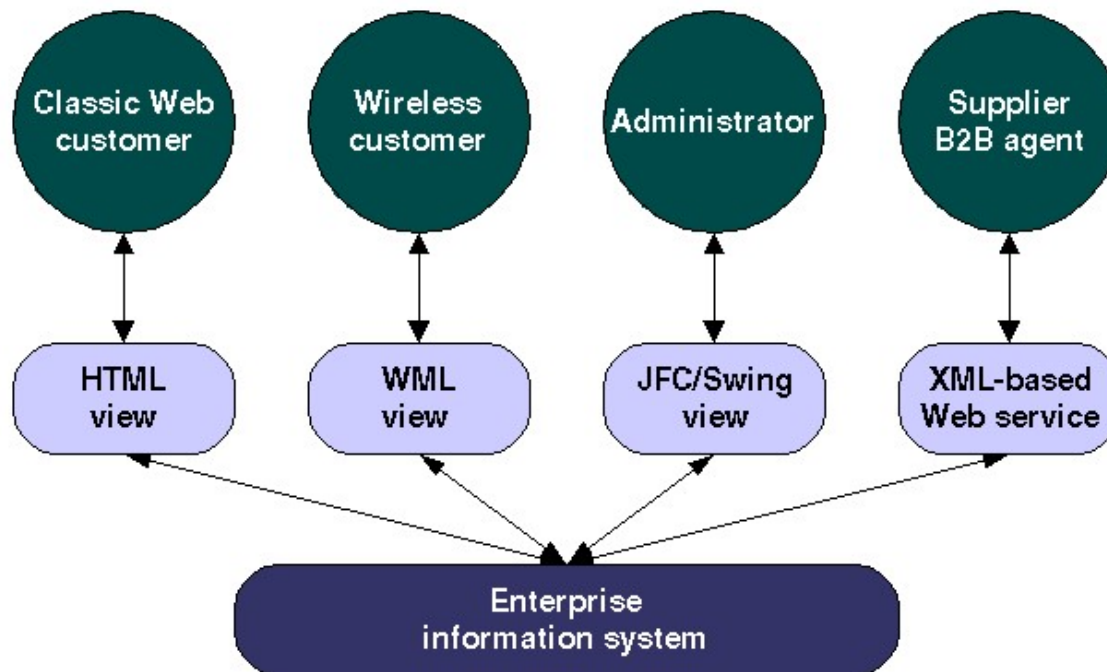 Classic Web
customer
Wireless
customer
Administrator
Supplier
B2B agent
HTML
view
WML
view
JFC/Swing
view
XML-based
Web service
Enterprise
information system